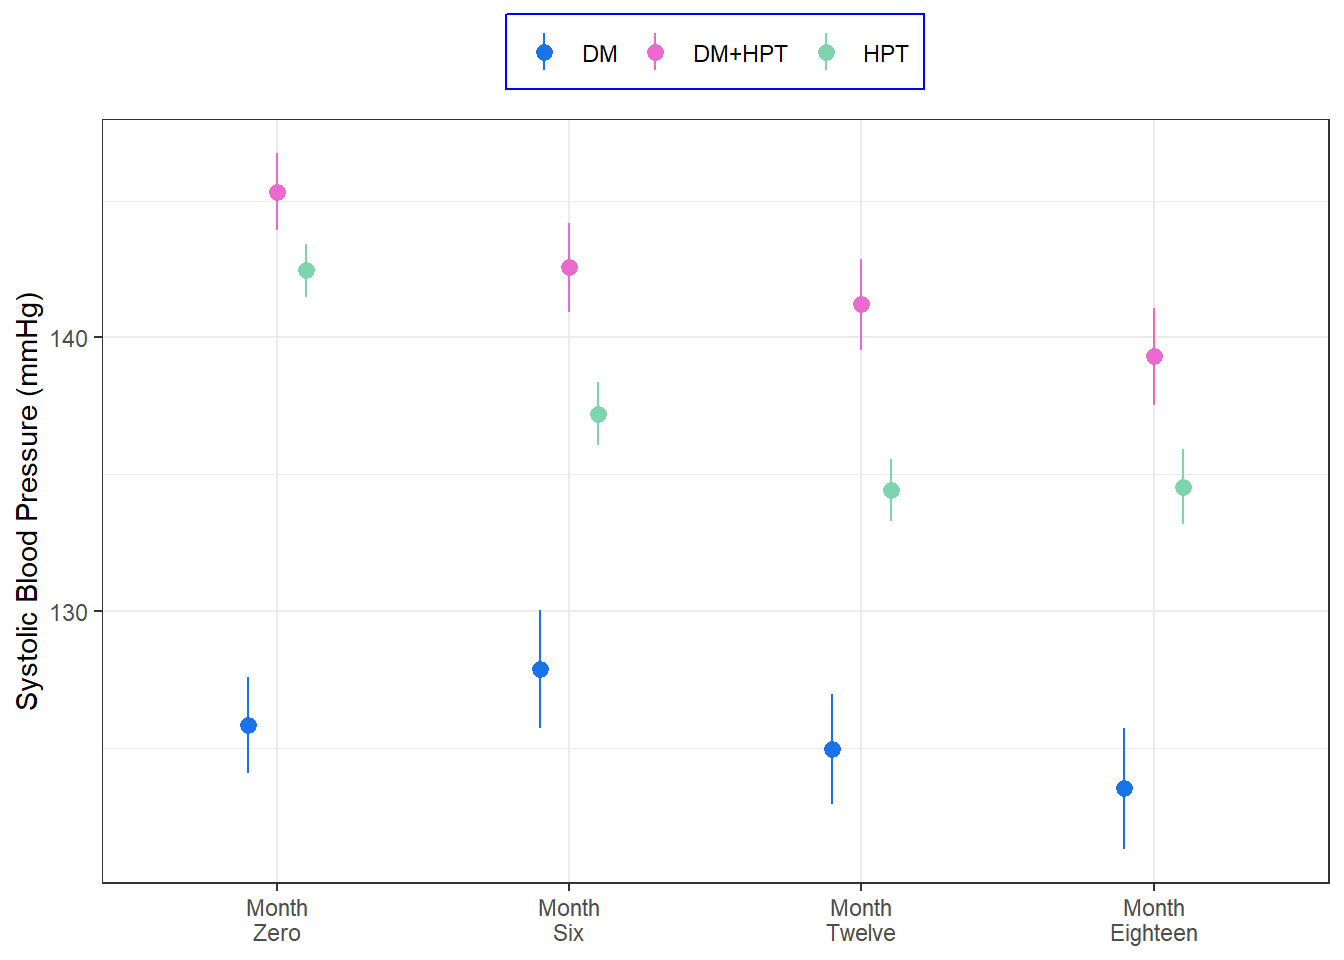 DM DM+HPT HPT
Systolic Blood Pressure (mmHg)
140
130
Month Month Month Month
Zero Six Twelve Eighteen